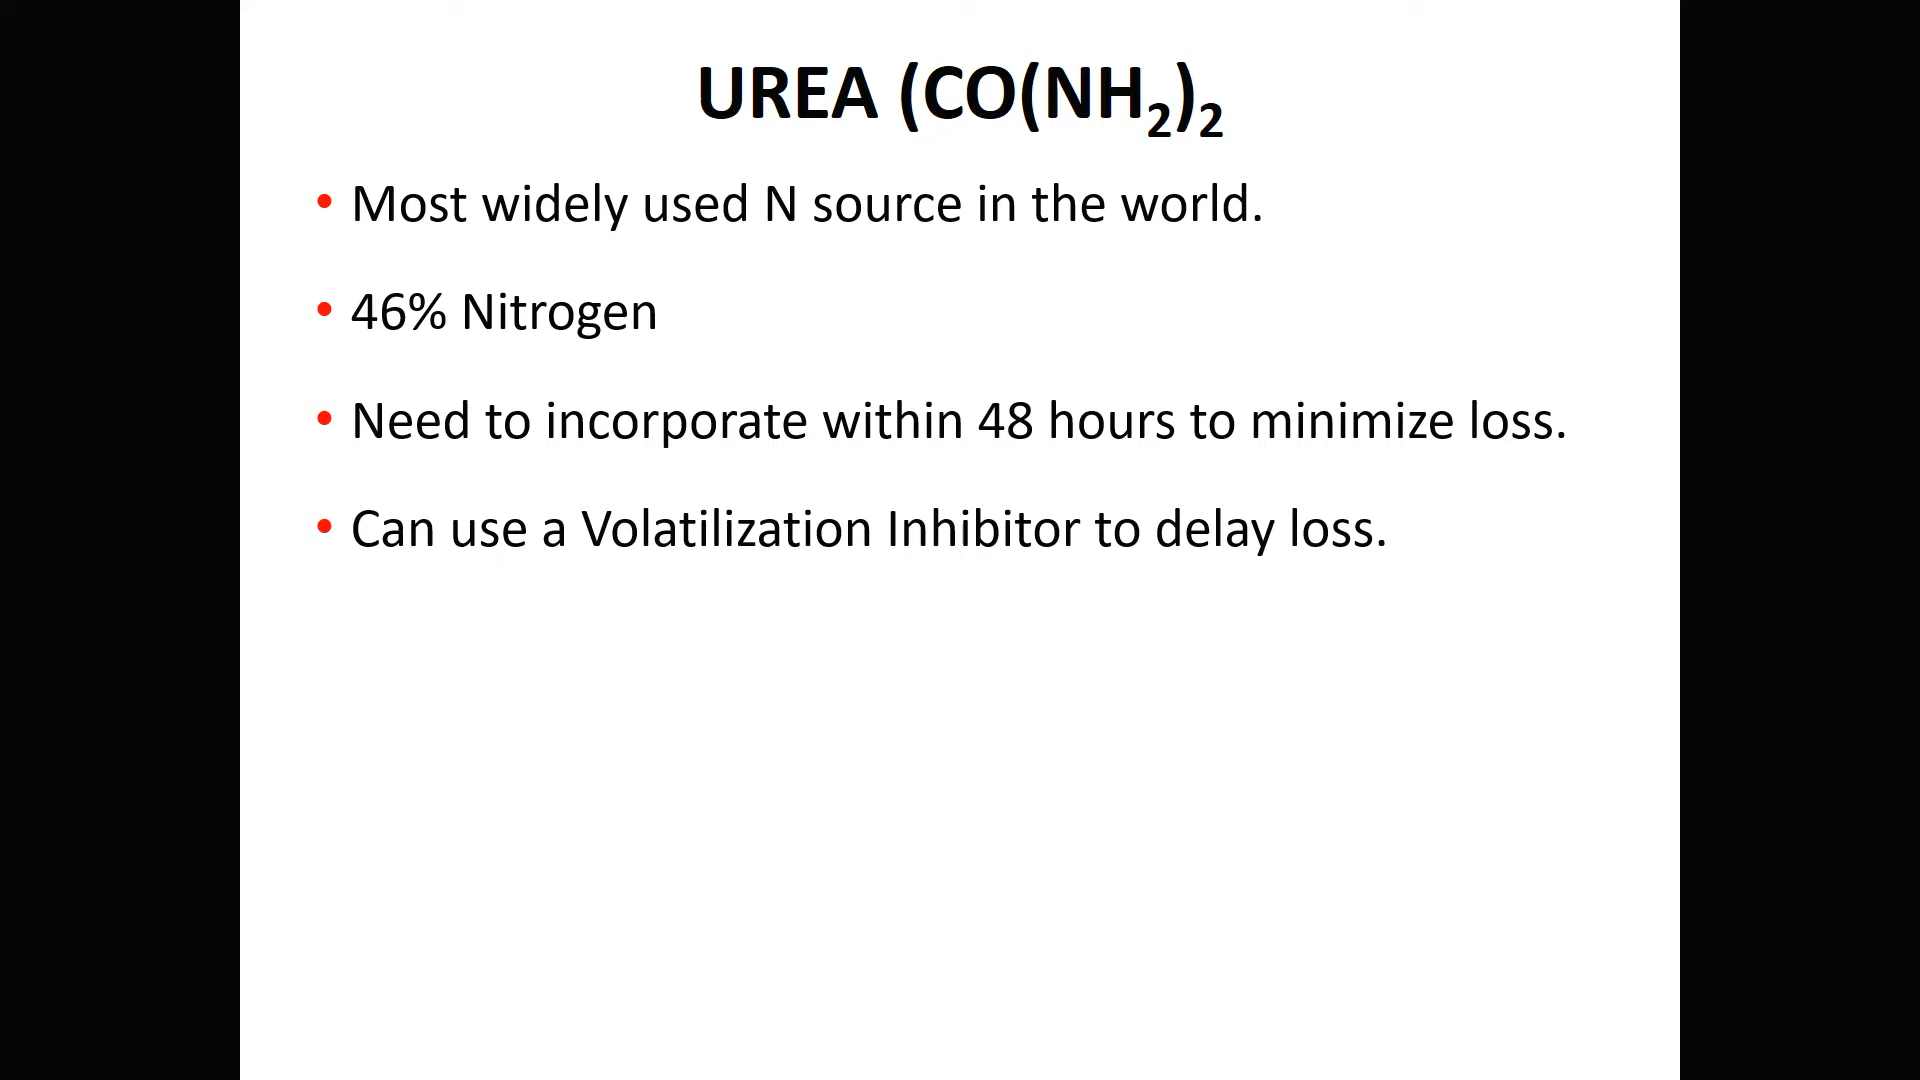 UREA (CO(NH₂)₂
• Most widely used N source in the world.
• 46% Nitrogen
• Need to incorporate within 48 hours to minimize loss.
• Can use a Volatilization Inhibitor to delay loss.